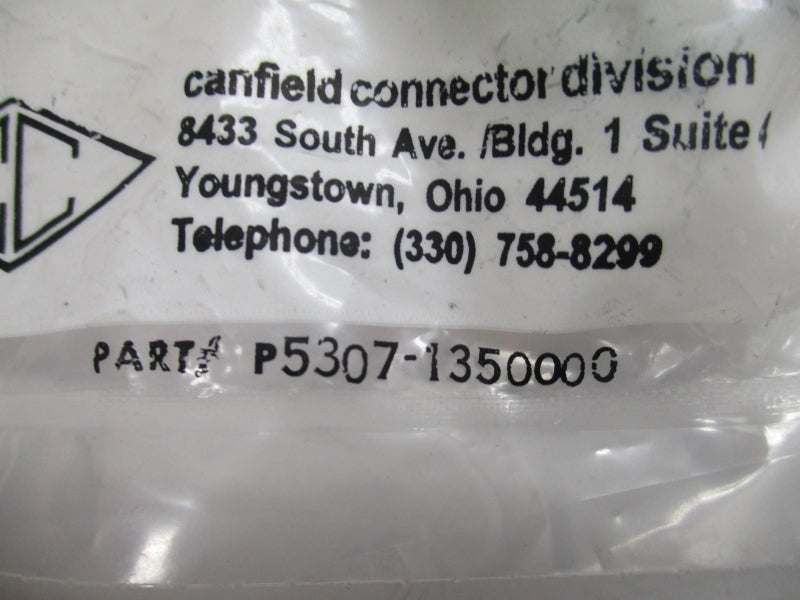 canfield connector division
8433 South Ave. /Bldg. 1 Suite
Youngstown, Ohio 44514
Telephone: (330) 758-8299
PART# P5307-1350000